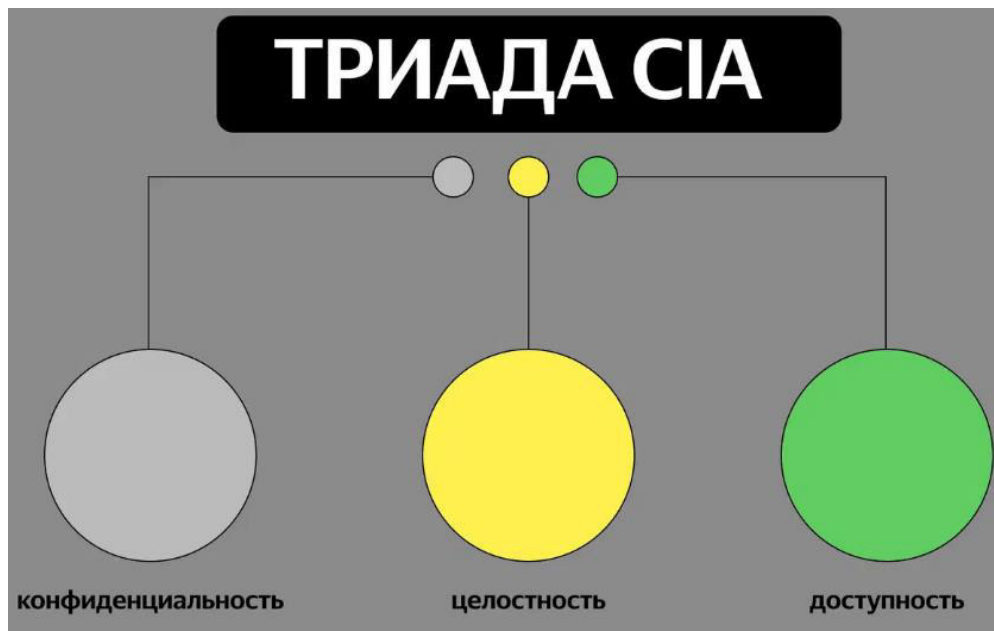 ТРИАДА CIA
конфиденциальность
целостность
доступность